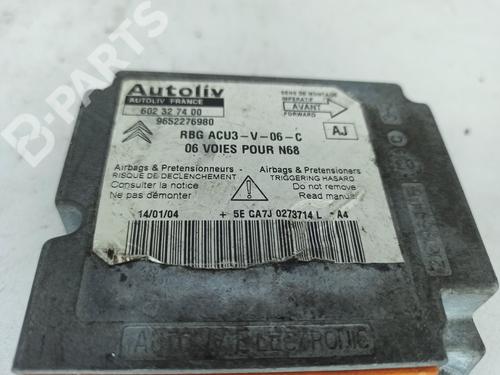 B-PARTS
Autoliv
AUTOLIV FRANCE
602 32 74 00
9652276980
SENS DE MONTAGE
IMPERATIF
AVANT
FORWARD
RBG ACU3-V-06-C
AJ
06 VOIES POUR N68
Airbags & Pretensionneurs
RISQUE DE DECLENCHEMENT
Consulter la notice
Ne pas démonter
Airbags & Pretensioners
TRIGGERING HASARD
Do not remove
Read manual
14/01/04 + 5E CA7J 0273714 L - A4
AUTOLIV ELECTRONIC